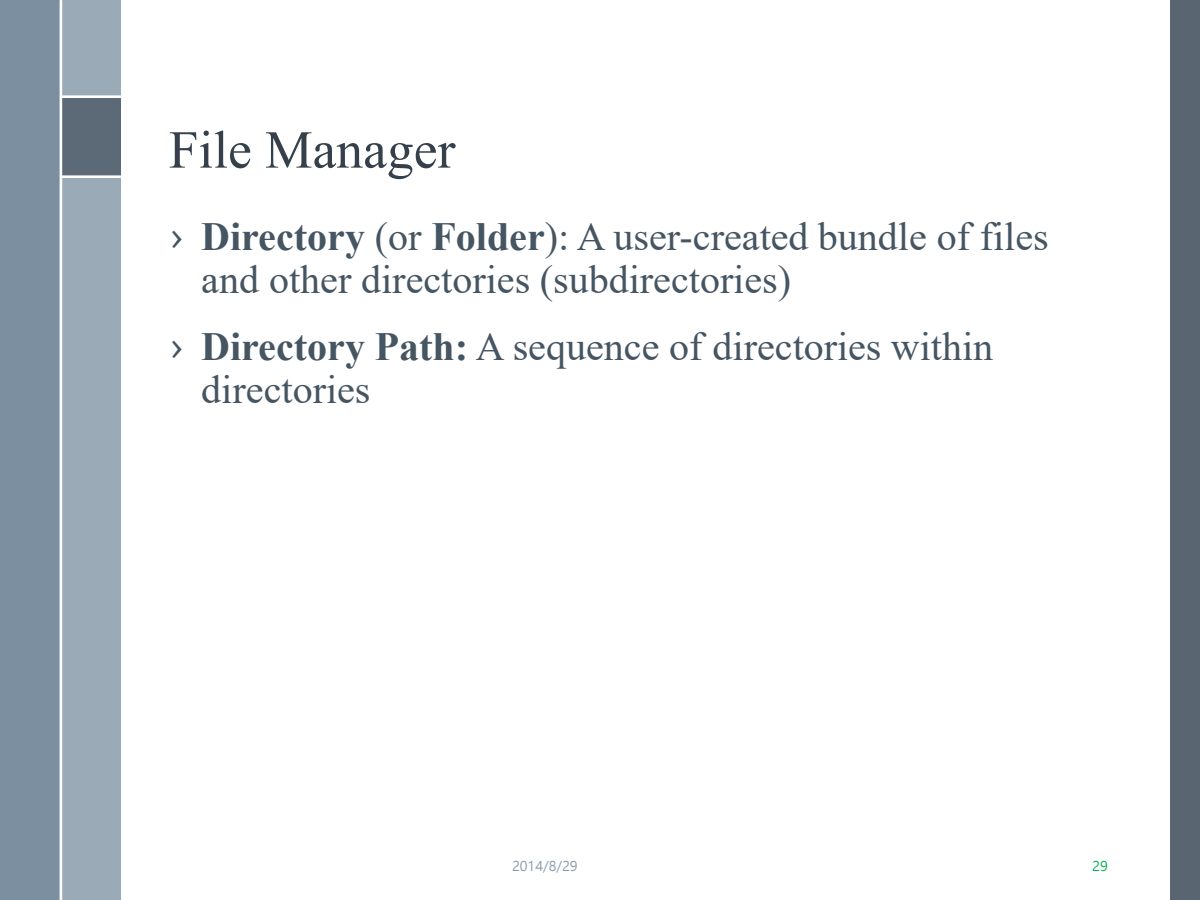 File Manager
› Directory (or Folder): A user-created bundle of files
and other directories (subdirectories)
› Directory Path: A sequence of directories within
directories
2014/8/29
29